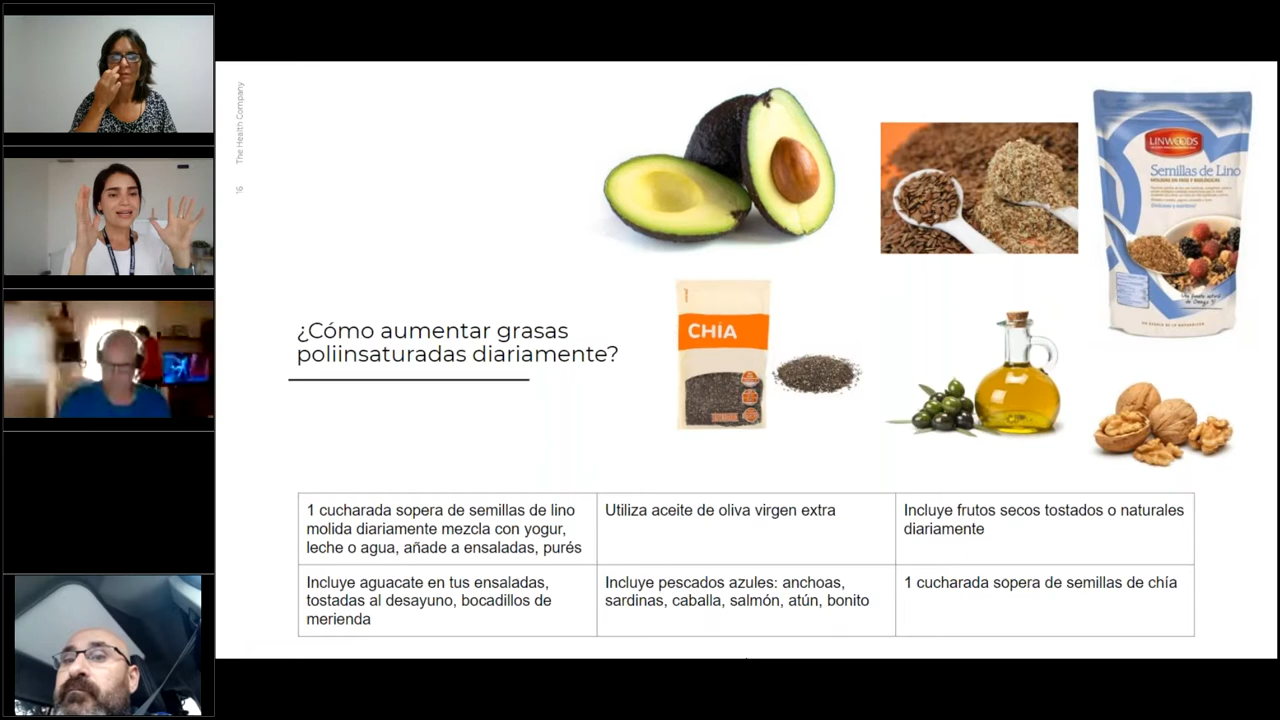 The Health Company
16
LINWOODS
Semillas de Lino
CHÍA
¿Cómo aumentar grasas
poliinsaturadas diariamente?
1 cucharada sopera de semillas de lino
molida diariamente mezcla con yogur,
leche o agua, añade a ensaladas, purés
Utiliza aceite de oliva virgen extra
Incluye frutos secos tostados o naturales
diariamente
Incluye aguacate en tus ensaladas,
tostadas al desayuno, bocadillos de
merienda
Incluye pescados azules: anchoas,
sardinas, caballa, salmón, atún, bonito
1 cucharada sopera de semillas de chía